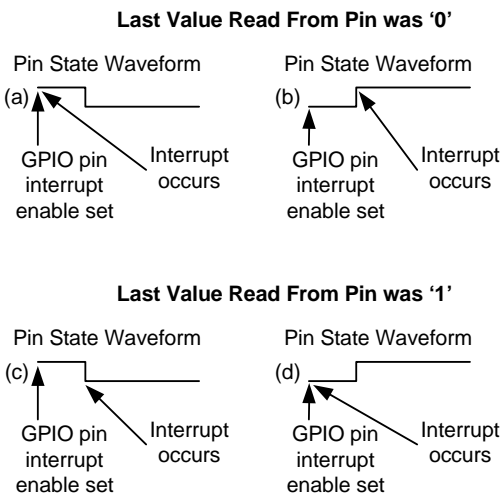 Last Value Read From Pin was ‘0’
Pin State Waveform
(a)
GPIO pin
interrupt
enable set
Interrupt
occurs
Pin State Waveform
(b)
GPIO pin
interrupt
enable set
Interrupt
occurs
Last Value Read From Pin was ‘1’
Pin State Waveform
(c)
GPIO pin
interrupt
enable set
Interrupt
occurs
Pin State Waveform
(d)
GPIO pin
interrupt
enable set
Interrupt
occurs